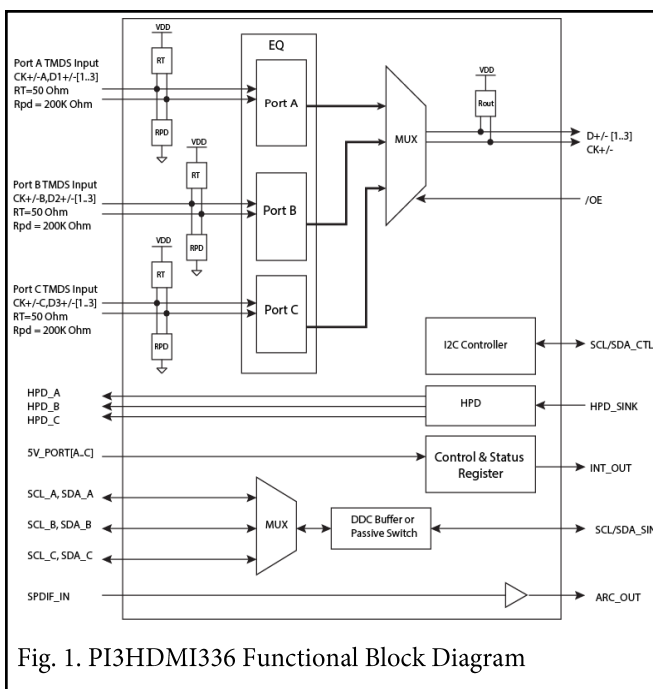 VDD
RT
Port A TMDS Input
CK+/-A,D1+/-[1..3]
RT=50 Ohm
Rpd = 200K Ohm
RPD
EQ
Port A
VDD
Rout
MUX
D+/- [1..3]
CK+/-
VDD
RT
Port B TMDS Input
CK+/-B,D2+/-[1..3]
RT=50 Ohm
Rpd = 200K Ohm
RPD
Port B
/OE
VDD
RT
Port C TMDS Input
CK+/-C,D3+/-[1..3]
RT=50 Ohm
Rpd = 200K Ohm
RPD
Port C
I2C Controller
SCL/SDA_CTL
HPD_A
HPD_B
HPD_C
HPD
HPD_SINK
5V_PORT[A..C]
Control & Status
Register
INT_OUT
SCL_A, SDA_A
SCL_B, SDA_B
SCL_C, SDA_C
MUX
DDC Buffer or
Passive Switch
SCL/SDA_SIN
SPDIF_IN
ARC_OUT
Fig. 1. PI3HDMI336 Functional Block Diagram